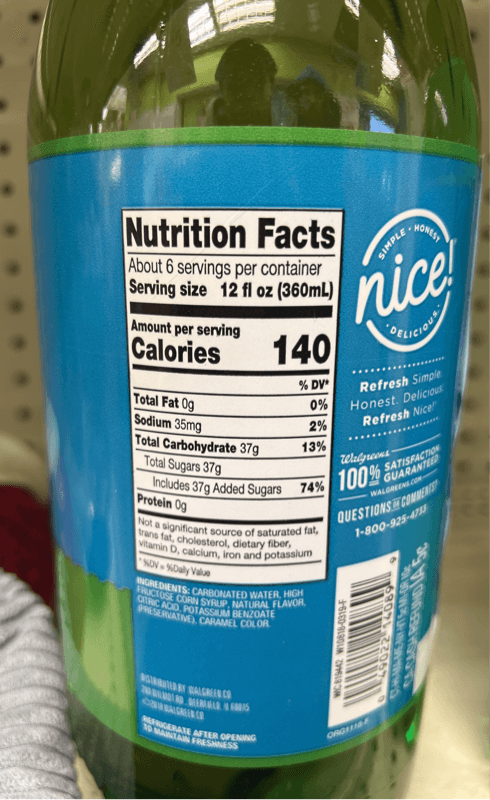 Nutrition Facts
About 6 servings per container
Serving size 12 fl oz (360mL)
Amount per serving
Calories 140
% DV*
Total Fat 0g 0%
Sodium 35mg 2%
Total Carbohydrate 37g 13%
Total Sugars 37g
Includes 37g Added Sugars 74%
Protein 0g
Not a significant source of saturated fat,
trans fat, cholesterol, dietary fiber,
vitamin D, calcium, iron and potassium
*%DV = %Daily Value
INGREDIENTS: CARBONATED WATER, HIGH
FRUCTOSE CORN SYRUP, NATURAL FLAVOR,
CITRIC ACID, POTASSIUM BENZOATE
(PRESERVATIVE), CARAMEL COLOR.
DISTRIBUTED BY: WALGREEN CO.
REFRIGERATE AFTER OPENING
TO MAINTAIN FRESHNESS
SIMPLE • HONEST
nice!
• DELICIOUS •
Refresh Simple.
Honest. Delicious.
Refresh Nice!
Walgreens
100% SATISFACTION
GUARANTEED
WALGREENS.COM
QUESTIONS OR COMMENTS?
1-800-925-4733